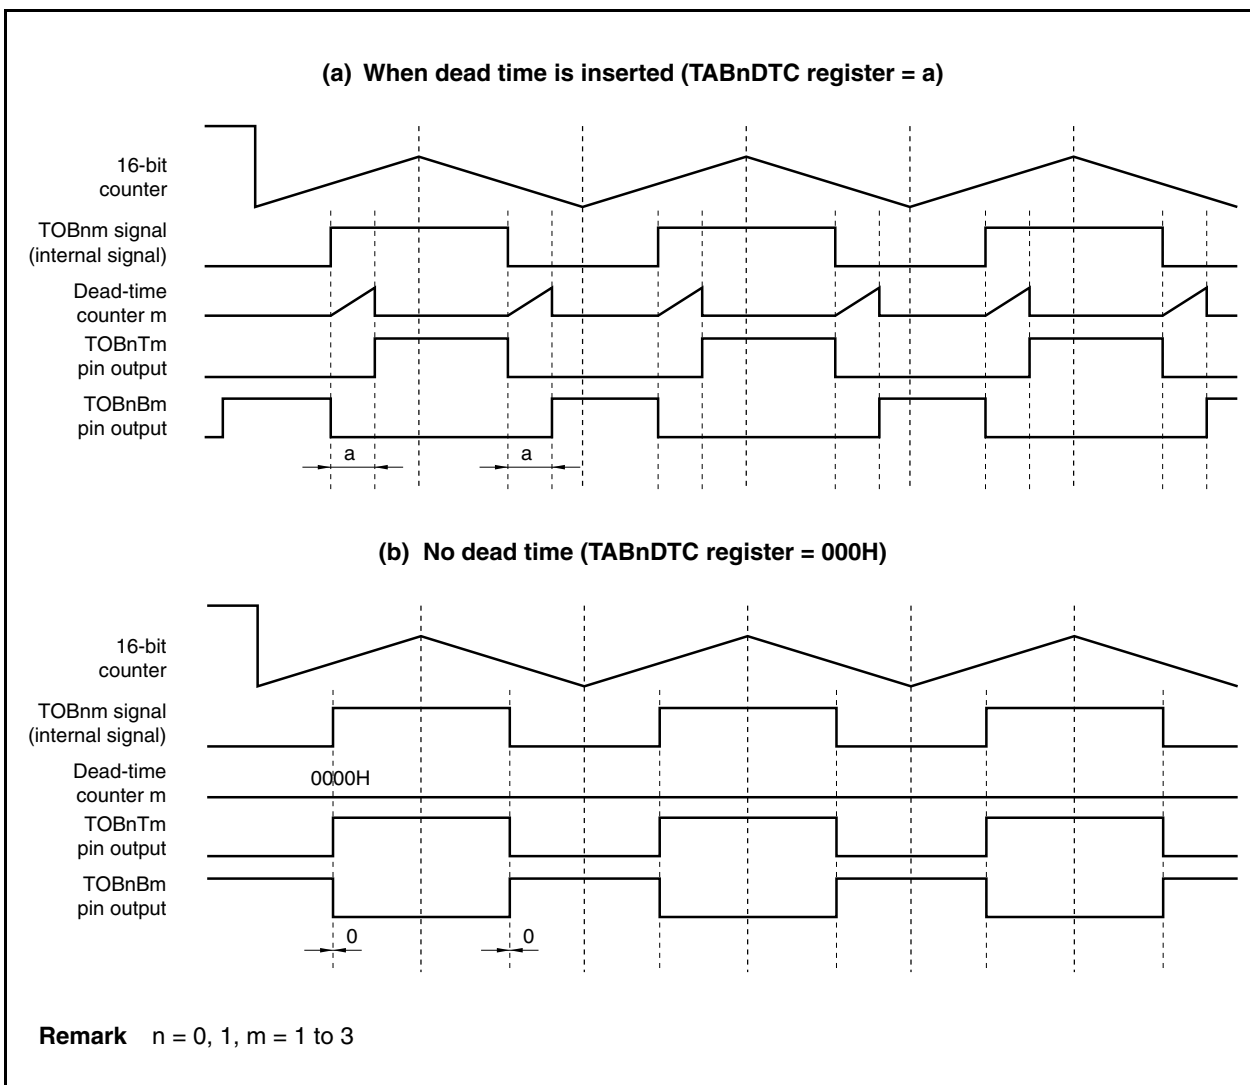 (a) When dead time is inserted (TABnDTC register = a)
16-bit
counter
TOBnm signal
(internal signal)
Dead-time
counter m
TOBnTm
pin output
TOBnBm
pin output
a
a
(b) No dead time (TABnDTC register = 000H)
16-bit
counter
TOBnm signal
(internal signal)
Dead-time
counter m
0000H
TOBnTm
pin output
TOBnBm
pin output
0
0
Remark n = 0, 1, m = 1 to 3